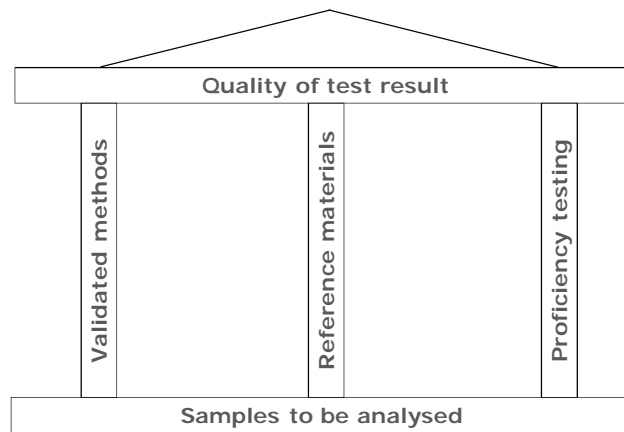 Quality of test result
Validated methods
Reference materials
Proficiency testing
Samples to be analysed